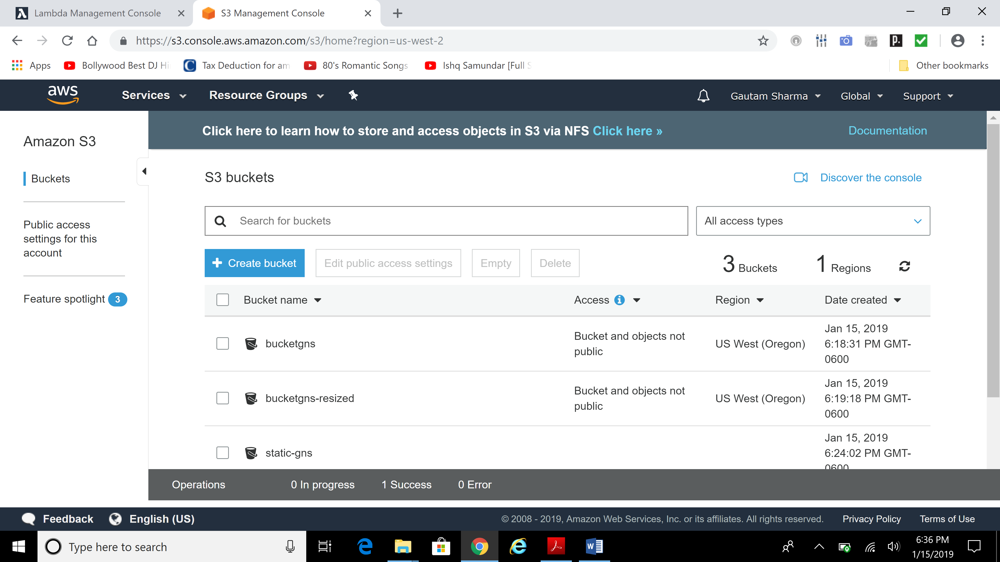 Lambda Management Console
S3 Management Console
https://s3.console.aws.amazon.com/s3/home?region=us-west-2
Apps
Bollywood Best DJ Hi
Tax Deduction for am
80's Romantic Songs
Ishq Samundar [Full S
Other bookmarks
aws
Services
Resource Groups
Gautam Sharma
Global
Support
Click here to learn how to store and access objects in S3 via NFS Click here »
Documentation
Amazon S3
Buckets
Public access
settings for this
account
Feature spotlight 3
S3 buckets
Discover the console
Search for buckets
All access types
Create bucket
Edit public access settings
Empty
Delete
3 Buckets
1 Regions
Bucket name
Access
Region
Date created
bucketgns
Bucket and objects not
public
US West (Oregon)
Jan 15, 2019
6:18:31 PM GMT-
0600
bucketgns-resized
Bucket and objects not
public
US West (Oregon)
Jan 15, 2019
6:19:18 PM GMT-
0600
static-gns
Jan 15, 2019
6:24:02 PM GMT-
0600
Operations
0 In progress
1 Success
0 Error
Feedback
English (US)
© 2008 - 2019, Amazon Web Services, Inc. or its affiliates. All rights reserved.
Privacy Policy
Terms of Use
Type here to search
6:36 PM
1/15/2019